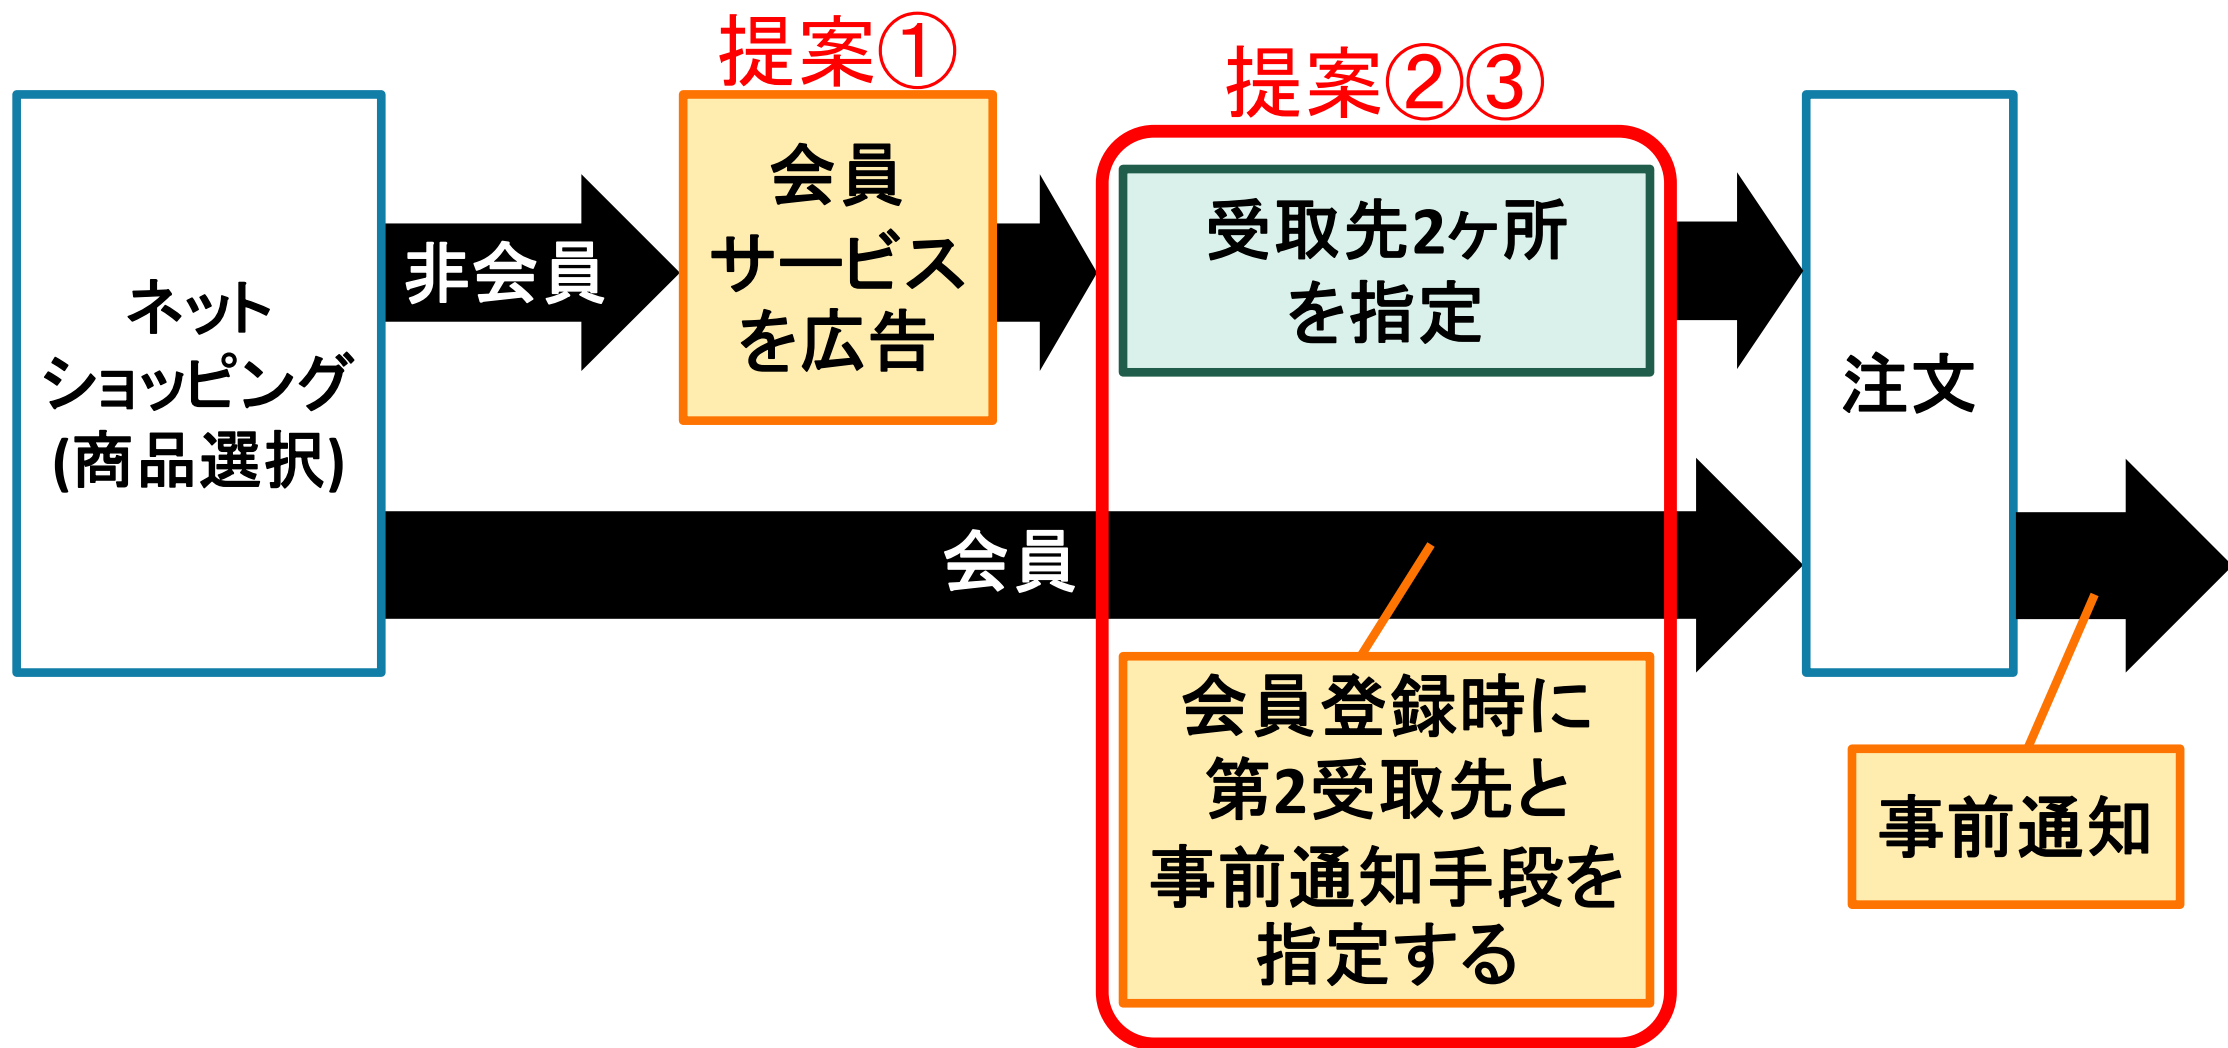 提案①
提案②③
ネット
ショッピング
(商品選択)
非会員
会員
サービス
を広告
受取先2ヶ所
を指定
注文
会員
会員登録時に
第2受取先と
事前通知手段を
指定する
事前通知